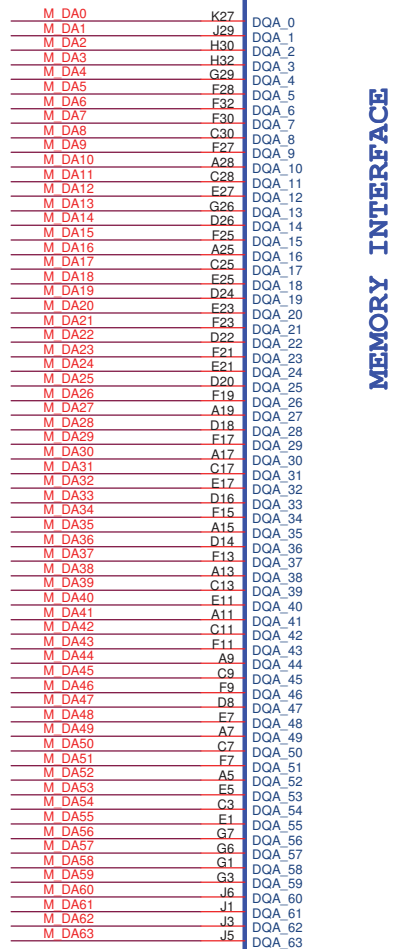 M_DA0 K27 DQA_0
M_DA1 J29 DQA_1
M_DA2 H30 DQA_2
M_DA3 H32 DQA_3
M_DA4 G29 DQA_4
M_DA5 F28 DQA_5
M_DA6 F32 DQA_6
M_DA7 F30 DQA_7
M_DA8 C30 DQA_8
M_DA9 F27 DQA_9
M_DA10 A28 DQA_10
M_DA11 C28 DQA_11
M_DA12 E27 DQA_12
M_DA13 G26 DQA_13
M_DA14 D26 DQA_14
M_DA15 F25 DQA_15
M_DA16 A25 DQA_16
M_DA17 C25 DQA_17
M_DA18 E25 DQA_18
M_DA19 D24 DQA_19
M_DA20 E23 DQA_20
M_DA21 F23 DQA_21
M_DA22 D22 DQA_22
M_DA23 F21 DQA_23
M_DA24 E21 DQA_24
M_DA25 D20 DQA_25
M_DA26 F19 DQA_26
M_DA27 A19 DQA_27
M_DA28 D18 DQA_28
M_DA29 F17 DQA_29
M_DA30 A17 DQA_30
M_DA31 C17 DQA_31
M_DA32 E17 DQA_32
M_DA33 D16 DQA_33
M_DA34 F15 DQA_34
M_DA35 A15 DQA_35
M_DA36 D14 DQA_36
M_DA37 F13 DQA_37
M_DA38 A13 DQA_38
M_DA39 C13 DQA_39
M_DA40 E11 DQA_40
M_DA41 A11 DQA_41
M_DA42 C11 DQA_42
M_DA43 F11 DQA_43
M_DA44 A9 DQA_44
M_DA45 C9 DQA_45
M_DA46 F9 DQA_46
M_DA47 D8 DQA_47
M_DA48 E7 DQA_48
M_DA49 A7 DQA_49
M_DA50 C7 DQA_50
M_DA51 F7 DQA_51
M_DA52 A5 DQA_52
M_DA53 E5 DQA_53
M_DA54 C3 DQA_54
M_DA55 E1 DQA_55
M_DA56 G7 DQA_56
M_DA57 G6 DQA_57
M_DA58 G1 DQA_58
M_DA59 G3 DQA_59
M_DA60 J6 DQA_60
M_DA61 J1 DQA_61
M_DA62 J3 DQA_62
M_DA63 J5 DQA_63
MEMORY INTERFACE